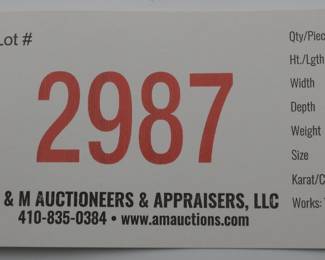 Lot #
2987
& M AUCTIONEERS & APPRAISERS, LLC
410-835-0384 • www.amauctions.com
Qty/Piec
Ht./Lgth
Width
Depth
Weight
Size
Karat/C
Works: